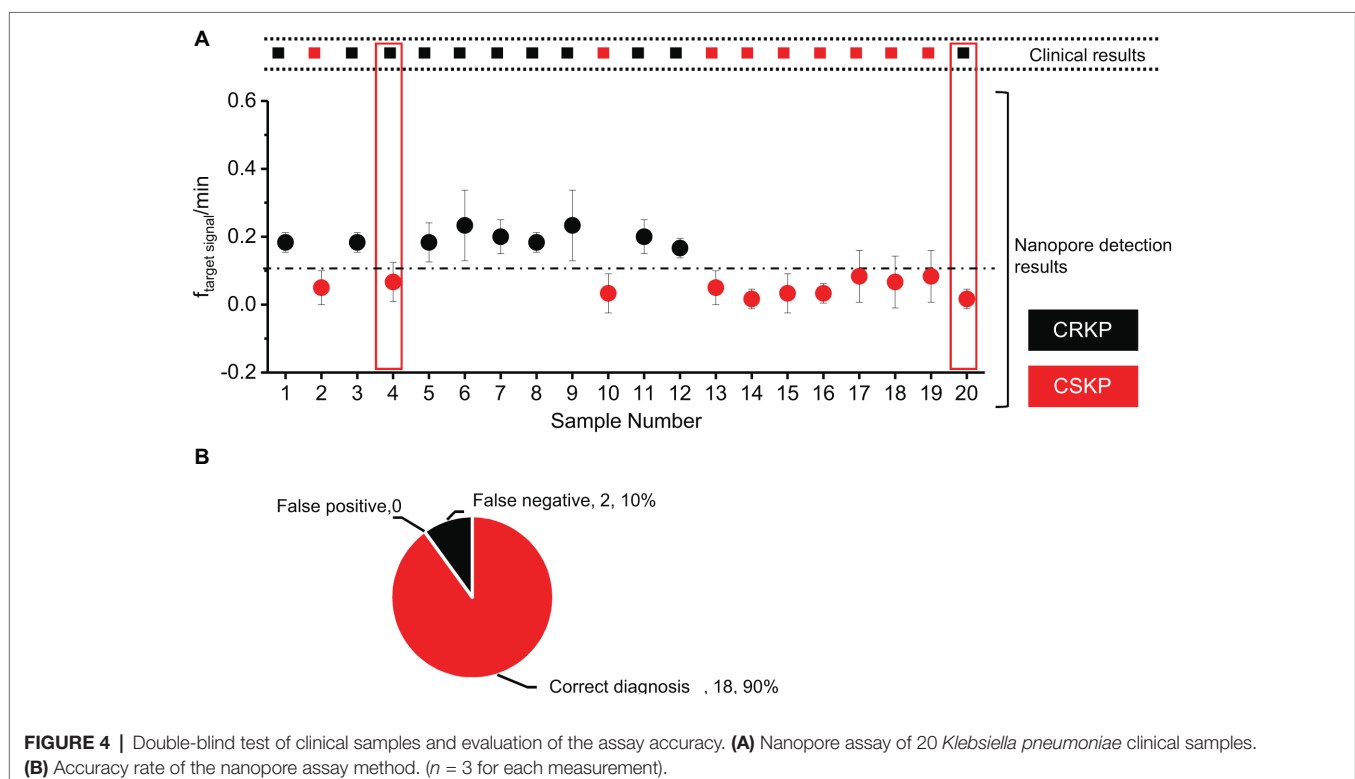 A
Clinical results
0.6
0.4
0.2
0.0
-0.2
f target signal/min
1 2 3 4 5 6 7 8 9 10 11 12 13 14 15 16 17 18 19 20
Sample Number
Nanopore detection
results
CRKP
CSKP
B
False positive,0
False negative, 2, 10%
Correct diagnosis , 18, 90%
FIGURE 4 | Double-blind test of clinical samples and evaluation of the assay accuracy. (A) Nanopore assay of 20 Klebsiella pneumoniae clinical samples.
(B) Accuracy rate of the nanopore assay method. (n = 3 for each measurement).